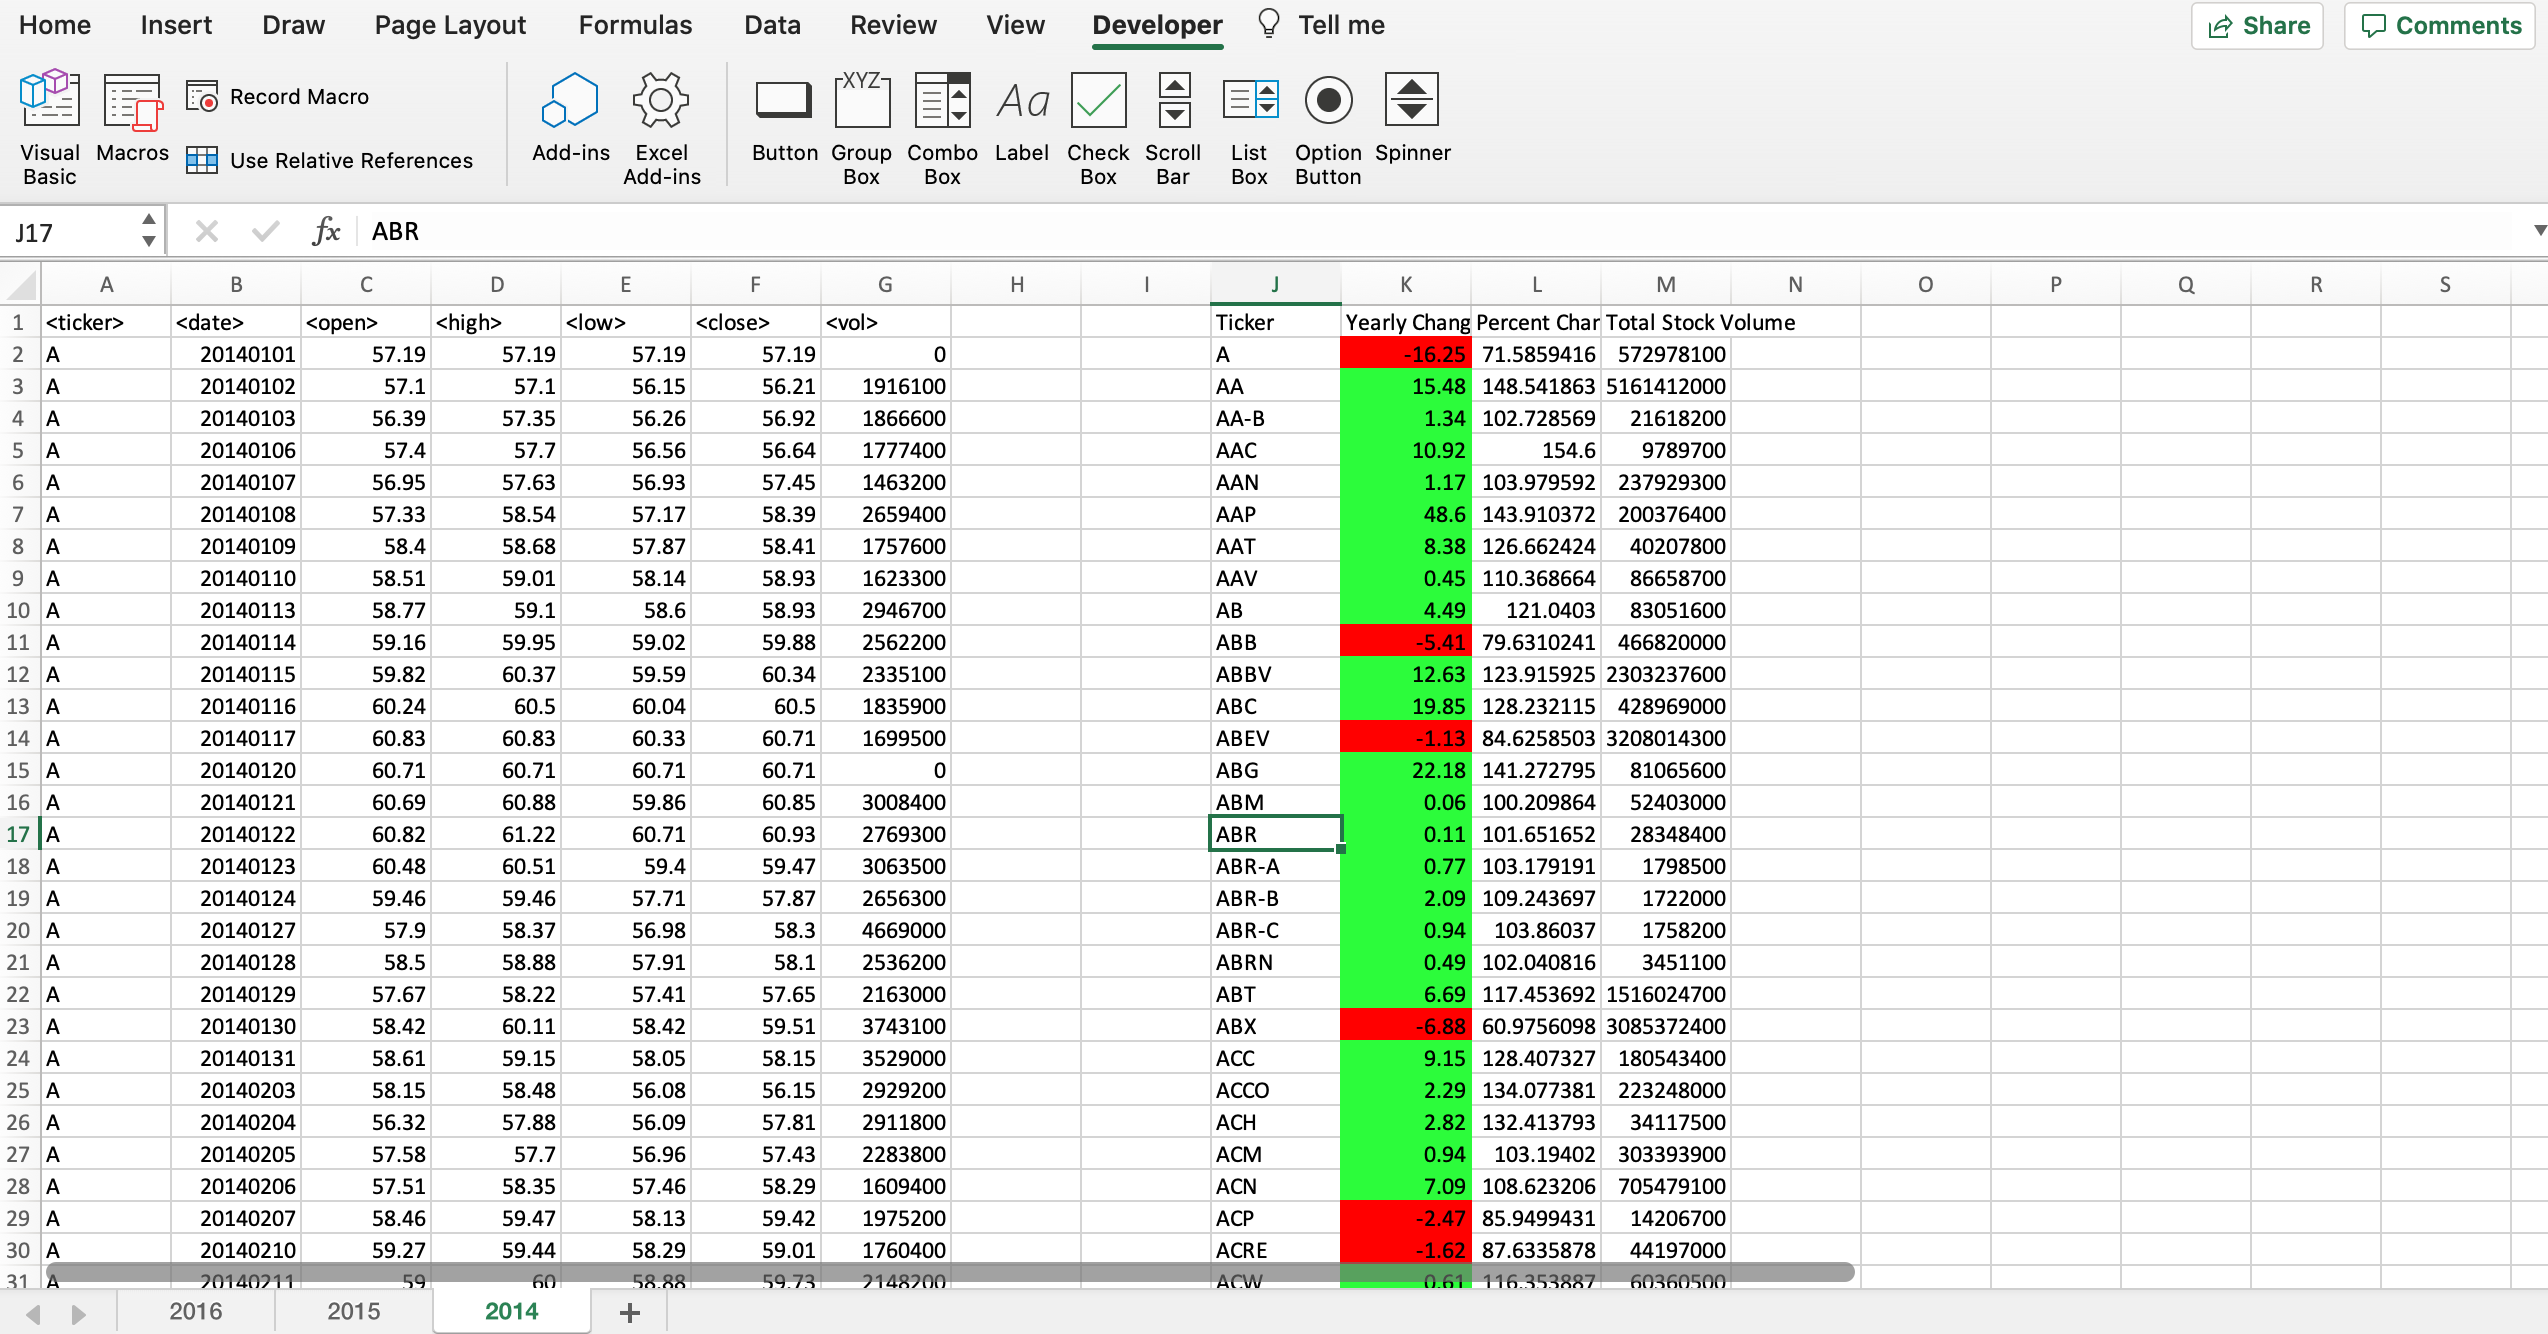 Home Insert Draw Page Layout Formulas Data Review View Developer Tell me Share Comments
Visual Basic Macros Record Macro Use Relative References Add-ins Excel Add-ins Button XYZ Group Box Combo Box Aa Label Check Box Scroll Bar List Box Option Button Spinner
J17 fx ABR
A B C D E F G H I J K L M N O P Q R S
1 <ticker> <date> <open> <high> <low> <close> <vol> Ticker Yearly Chang Percent Char Total Stock Volume
2 A 20140101 57.19 57.19 57.19 57.19 0 A -16.25 71.5859416 572978100
3 A 20140102 57.1 57.1 56.15 56.21 1916100 AA 15.48 148.541863 5161412000
4 A 20140103 56.39 57.35 56.26 56.92 1866600 AA-B 1.34 102.728569 21618200
5 A 20140106 57.4 57.7 56.56 56.64 1777400 AAC 10.92 154.6 9789700
6 A 20140107 56.95 57.63 56.93 57.45 1463200 AAN 1.17 103.979592 237929300
7 A 20140108 57.33 58.54 57.17 58.39 2659400 AAP 48.6 143.910372 200376400
8 A 20140109 58.4 58.68 57.87 58.41 1757600 AAT 8.38 126.662424 40207800
9 A 20140110 58.51 59.01 58.14 58.93 1623300 AAV 0.45 110.368664 86658700
10 A 20140113 58.77 59.1 58.6 58.93 2946700 AB 4.49 121.0403 83051600
11 A 20140114 59.16 59.95 59.02 59.88 2562200 ABB -5.41 79.6310241 466820000
12 A 20140115 59.82 60.37 59.59 60.34 2335100 ABBV 12.63 123.915925 2303237600
13 A 20140116 60.24 60.5 60.04 60.5 1835900 ABC 19.85 128.232115 428969000
14 A 20140117 60.83 60.83 60.33 60.71 1699500 ABEV -1.13 84.6258503 3208014300
15 A 20140120 60.71 60.71 60.71 60.71 0 ABG 22.18 141.272795 81065600
16 A 20140121 60.69 60.88 59.86 60.85 3008400 ABM 0.06 100.209864 52403000
17 A 20140122 60.82 61.22 60.71 60.93 2769300 ABR 0.11 101.651652 28348400
18 A 20140123 60.48 60.51 59.4 59.47 3063500 ABR-A 0.77 103.179191 1798500
19 A 20140124 59.46 59.46 57.71 57.87 2656300 ABR-B 2.09 109.243697 1722000
20 A 20140127 57.9 58.37 56.98 58.3 4669000 ABR-C 0.94 103.86037 1758200
21 A 20140128 58.5 58.88 57.91 58.1 2536200 ABRN 0.49 102.040816 3451100
22 A 20140129 57.67 58.22 57.41 57.65 2163000 ABT 6.69 117.453692 1516024700
23 A 20140130 58.42 60.11 58.42 59.51 3743100 ABX -6.88 60.9756098 3085372400
24 A 20140131 58.61 59.15 58.05 58.15 3529000 ACC 9.15 128.407327 180543400
25 A 20140203 58.15 58.48 56.08 56.15 2929200 ACCO 2.29 134.077381 223248000
26 A 20140204 56.32 57.88 56.09 57.81 2911800 ACH 2.82 132.413793 34117500
27 A 20140205 57.58 57.7 56.96 57.43 2283800 ACM 0.94 103.19402 303393900
28 A 20140206 57.51 58.35 57.46 58.29 1609400 ACN 7.09 108.623206 705479100
29 A 20140207 58.46 59.47 58.13 59.42 1975200 ACP -2.47 85.9499431 14206700
30 A 20140210 59.27 59.44 58.29 59.01 1760400 ACRE -1.62 87.6335878 44197000
31 A 20140211 59 60 58.88 59.73 2148200 ACW 0.61 116.353887 60360500
2016 2015 2014 +